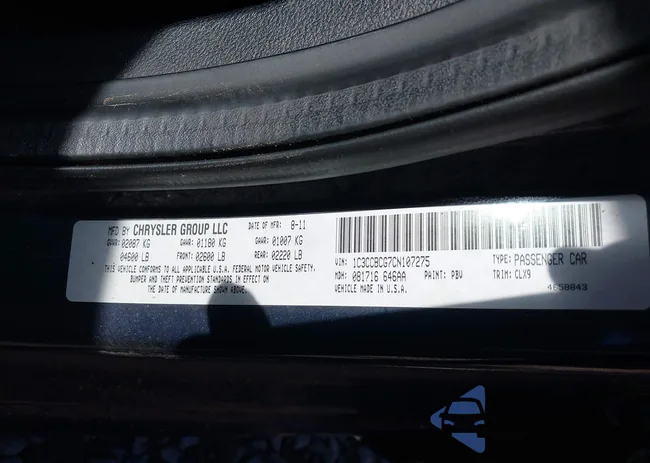 MFD BY CHRYSLER GROUP LLC DATE OF MFR: 8-11
GVWR: 02087 KG GAWR: 01180 KG GAWR: 01007 KG
04600 LB FRONT: 02600 LB REAR: 02220 LB
THIS VEHICLE CONFORMS TO ALL APPLICABLE U.S.A. FEDERAL MOTOR VEHICLE SAFETY,
BUMPER AND THEFT PREVENTION STANDARDS IN EFFECT ON
THE DATE OF MANUFACTURE SHOWN ABOVE.
VIN: 1C3CCBCG7CN107275 TYPE: PASSENGER CAR
MDH: 081716 646AA PAINT: PBV TRIM: CLX9
VEHICLE MADE IN U.S.A. 4658843